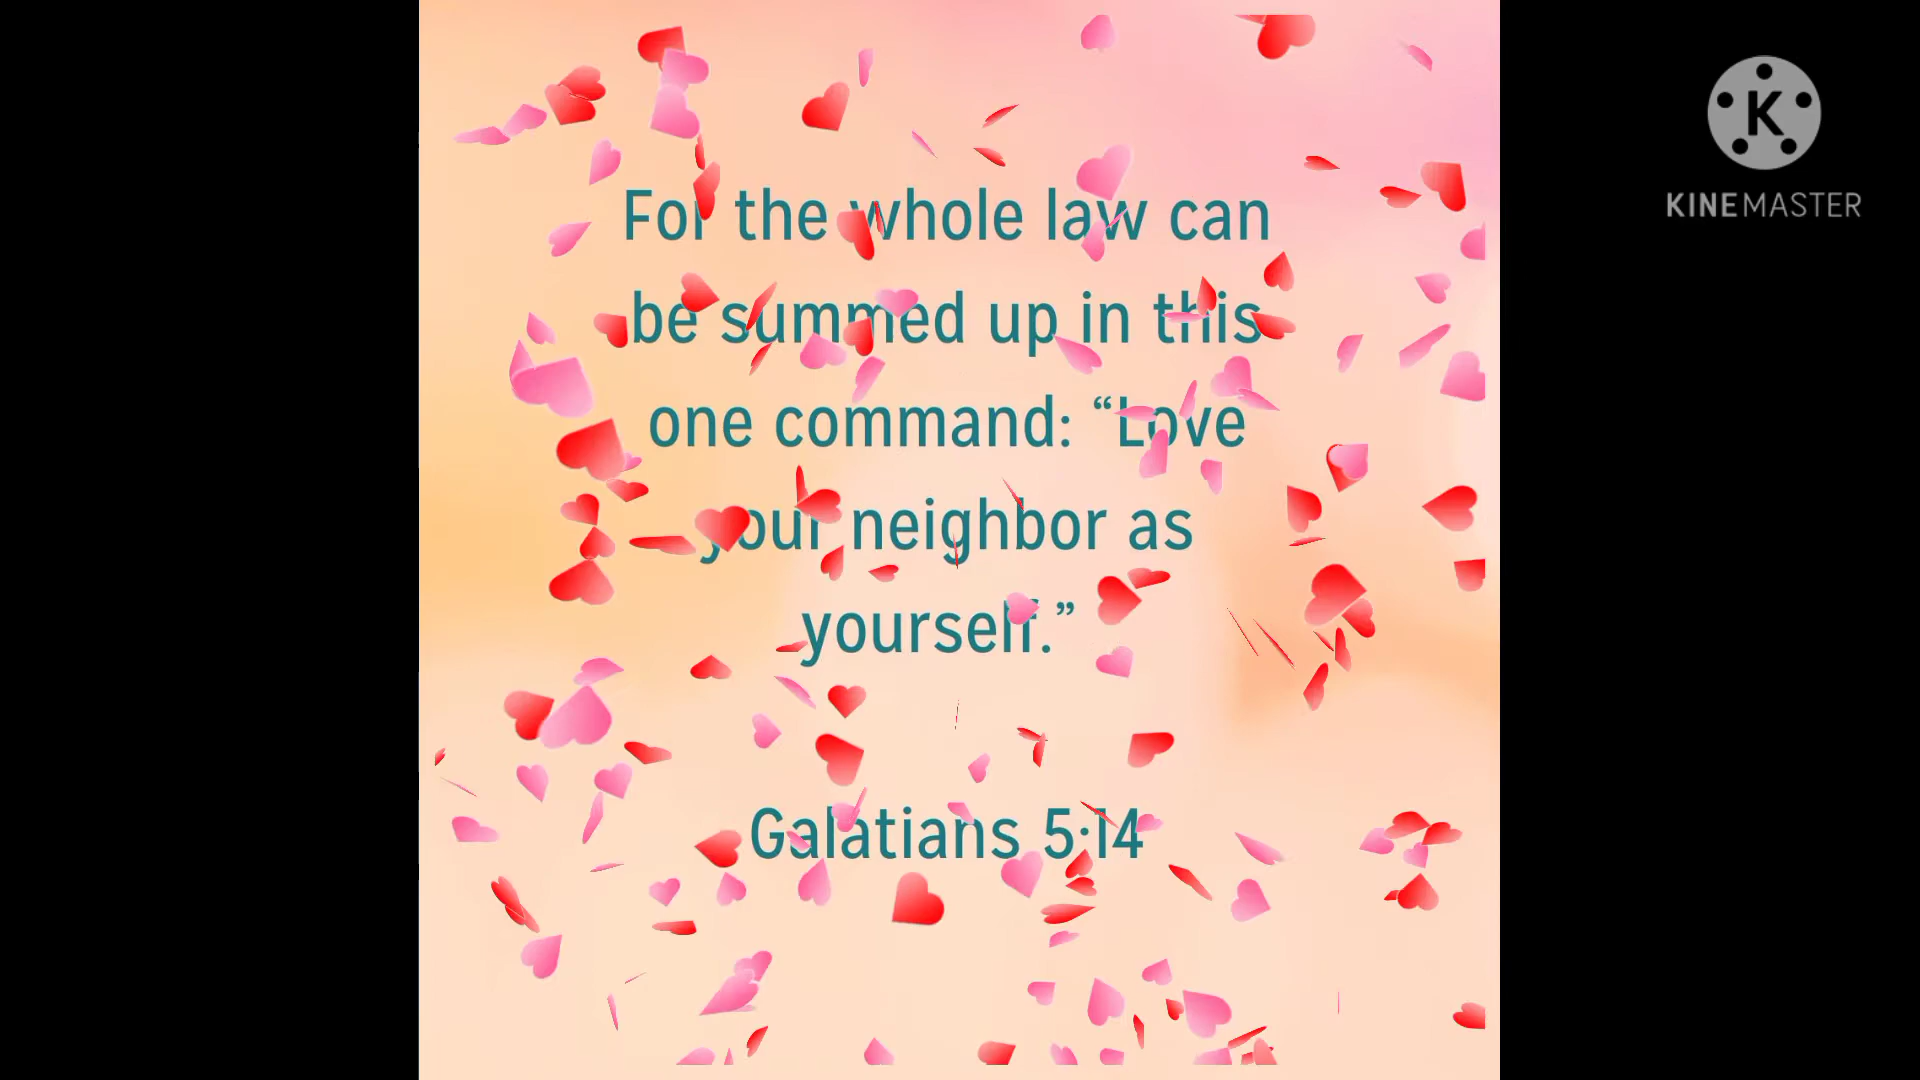 For the whole law can
be summed up in this
one command: “Love
your neighbor as
yourself.”
Galatians 5:14
K
KINEMASTER